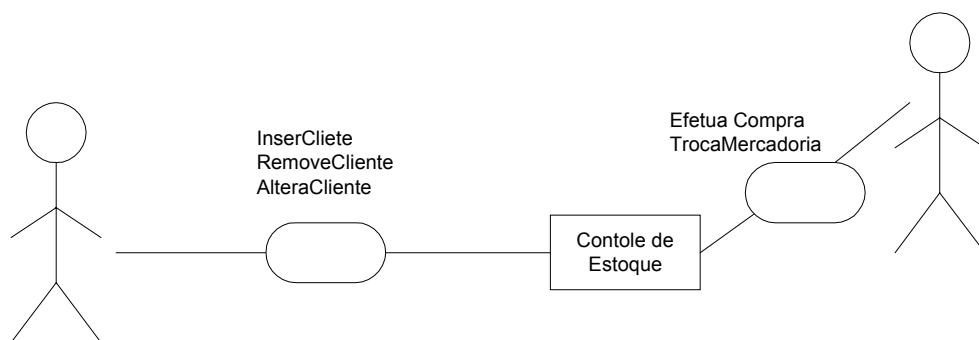 InserCliete
RemoveCliente
AlteraCliente
Efetua Compra
TrocaMercadoria
Contole de
Estoque